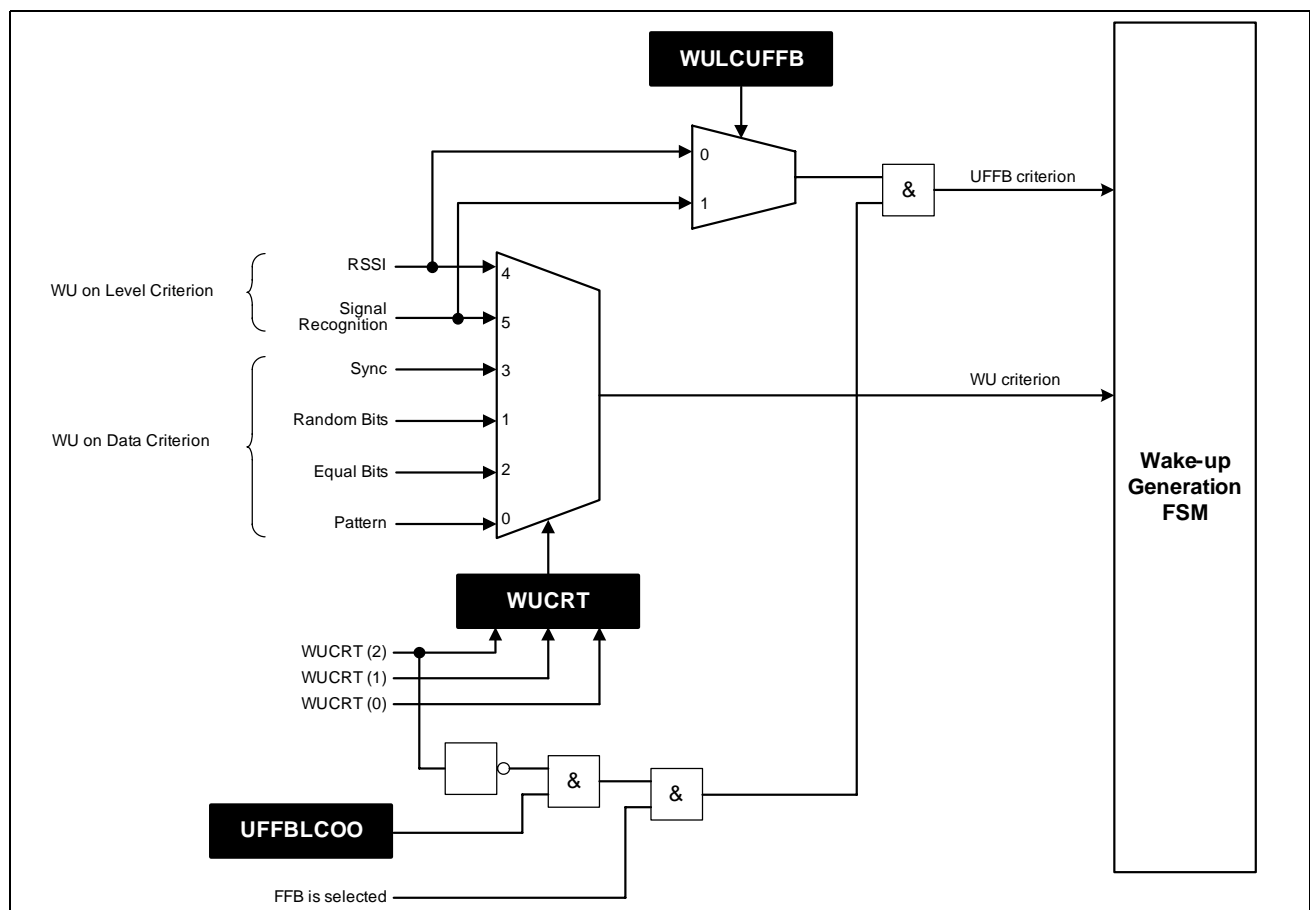 WULCUFFB
0
1
&
UFFB criterion
WU on Level Criterion
RSSI
4
Signal
Recognition
5
WU on Data Criterion
Sync
3
Random Bits
1
Equal Bits
2
Pattern
0
WU criterion
Wake-up
Generation
FSM
WUCRT
WUCRT (2)
WUCRT (1)
WUCRT (0)
&
&
UFFBLCOO
FFB is selected